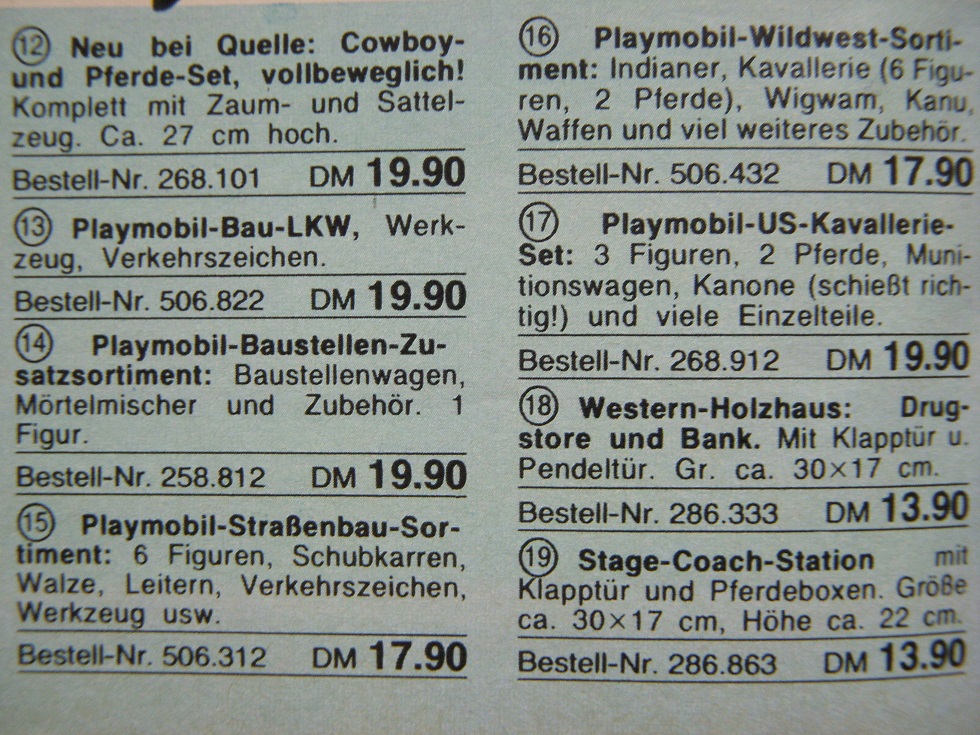 ⑫ Neu bei Quelle: Cowboy-
und Pferde-Set, vollbeweglich!
Komplett mit Zaum- und Sattel-
zeug. Ca. 27 cm hoch.
Bestell-Nr. 268.101 DM 19.90
⑬ Playmobil-Bau-LKW, Werk-
zeug, Verkehrszeichen.
Bestell-Nr. 506.822 DM 19.90
⑭ Playmobil-Baustellen-Zu-
satzsortiment: Baustellenwagen,
Mörtelmischer und Zubehör. 1
Figur.
Bestell-Nr. 258.812 DM 19.90
⑮ Playmobil-Straßenbau-Sor-
timent: 6 Figuren, Schubkarren,
Walze, Leitern, Verkehrszeichen,
Werkzeug usw.
Bestell-Nr. 506.312 DM 17.90
⑯ Playmobil-Wildwest-Sorti-
ment: Indianer, Kavallerie (6 Figu-
ren, 2 Pferde), Wigwam, Kanu,
Waffen und viel weiteres Zubehör.
Bestell-Nr. 506.432 DM 17.90
⑰ Playmobil-US-Kavallerie-
Set: 3 Figuren, 2 Pferde, Muni-
tionswagen, Kanone (schießt rich-
tig!) und viele Einzelteile.
Bestell-Nr. 268.912 DM 19.90
⑱ Western-Holzhaus: Drug-
store und Bank. Mit Klapptür u.
Pendeltür. Gr. ca. 30×17 cm.
Bestell-Nr. 286.333 DM 13.90
⑲ Stage-Coach-Station mit
Klapptür und Pferdeboxen. Größe
ca. 30×17 cm, Höhe ca. 22 cm.
Bestell-Nr. 286.863 DM 13.90